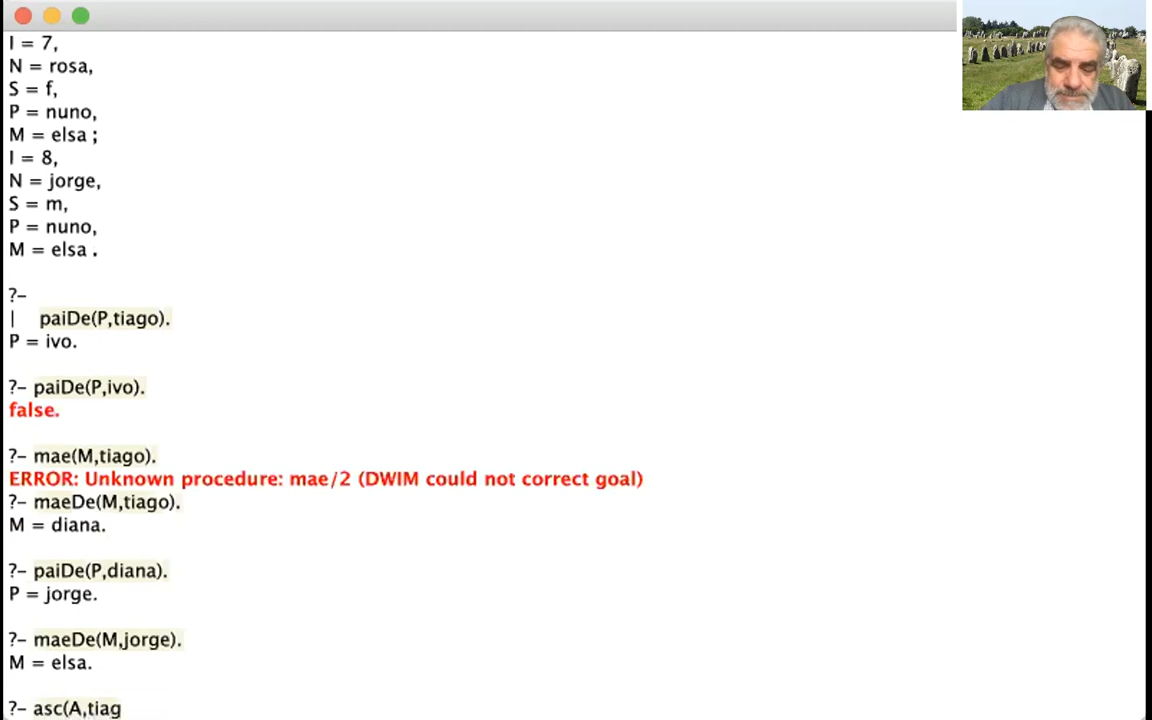 I = 7,
N = rosa,
S = f,
P = nuno,
M = elsa ;
I = 8,
N = jorge,
S = m,
P = nuno,
M = elsa .
?-
|    paiDe(P,tiago).
P = ivo.
?- paiDe(P,ivo).
false.
?- mae(M,tiago).
ERROR: Unknown procedure: mae/2 (DWIM could not correct goal)
?- maeDe(M,tiago).
M = diana.
?- paiDe(P,diana).
P = jorge.
?- maeDe(M,jorge).
M = elsa.
?- asc(A,tiag